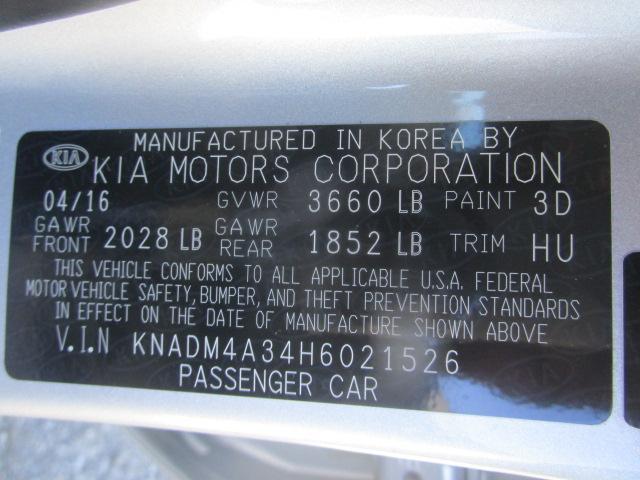 MANUFACTURED IN KOREA BY
KIA KIA MOTORS CORPORATION
04/16 GVWR 3660 LB PAINT 3D
GAWR FRONT 2028 LB GAWR REAR 1852 LB TRIM HU
THIS VEHICLE CONFORMS TO ALL APPLICABLE U.S.A. FEDERAL
MOTOR VEHICLE SAFETY, BUMPER, AND THEFT PREVENTION STANDARDS
IN EFFECT ON THE DATE OF MANUFACTURE SHOWN ABOVE
V.I.N KNADM4A34H6021526
PASSENGER CAR